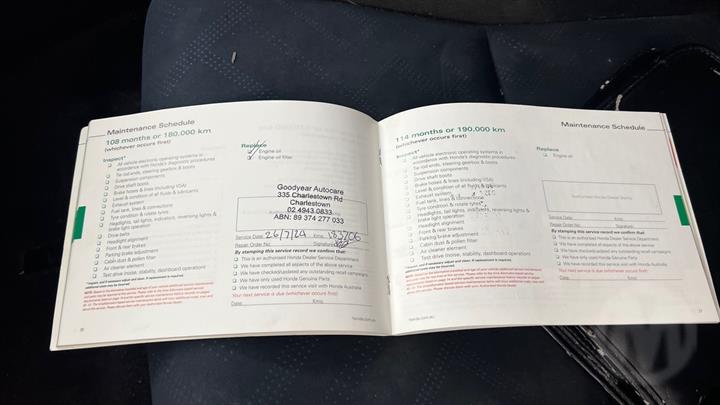 Maintenance Schedule
108 months or 180,000 km
(whichever occurs first)
Inspect*
All vehicle electronic operating systems in
accordance with Honda's diagnostic procedures
Tie rod ends, steering gearbox & boots
Suspension components
Drive shaft boots
Brake hoses & lines (including VSA)
Level & condition of all fluids & lubricants
Exhaust system
Fuel tank, lines & connections
Tyre condition & rotate tyres
Headlights, tail lights, indicators, reversing lights &
brake light operation
Drive belts
Headlight alignment
Front & rear brakes
Parking brake adjustment
Cabin dust & pollen filter
Air cleaner element
Test drive (noise, stability, dashboard operation)
Replace
Engine oil
Engine oil filter
Goodyear Autocare
335 Charlestown Rd
Charlestown
02 4943 0833
ABN: 89 374 277 033
Service Date: 26/7/24 Kms: 183706
Repair Order No: Signature:
By stamping this service record we confirm that:
This is an authorised Honda Dealer Service Department
We have completed all aspects of the above service
We have checked/updated any outstanding recall campaigns
We have only used Honda Genuine Parts
We have recorded this service visit with Honda Australia
Your next service is due (whichever occurs first):
Date: Kms:
honda.com.au
Maintenance Schedule
114 months or 190,000 km
(whichever occurs first)
Inspect*
All vehicle electronic operating systems in
accordance with Honda's diagnostic procedures
Tie rod ends, steering gearbox & boots
Suspension components
Drive shaft boots
Brake hoses & lines (including VSA)
Level & condition of all fluids & lubricants
Exhaust system
Fuel tank, lines & connections
Tyre condition & rotate tyres
Headlights, tail lights, indicators, reversing lights &
brake light operation
Headlight alignment
Front & rear brakes
Parking brake adjustment
Cabin dust & pollen filter
Air cleaner element
Test drive (noise, stability, dashboard operation)
Replace
Engine oil
Service Date: Kms:
Repair Order No: Signature:
By stamping this service record we confirm that:
This is an authorised Honda Dealer Service Department
We have completed all aspects of the above service
We have checked/updated any outstanding recall campaigns
We have only used Honda Genuine Parts
We have recorded this service visit with Honda Australia
Your next service is due (whichever occurs first):
Date: Kms:
honda.com.au